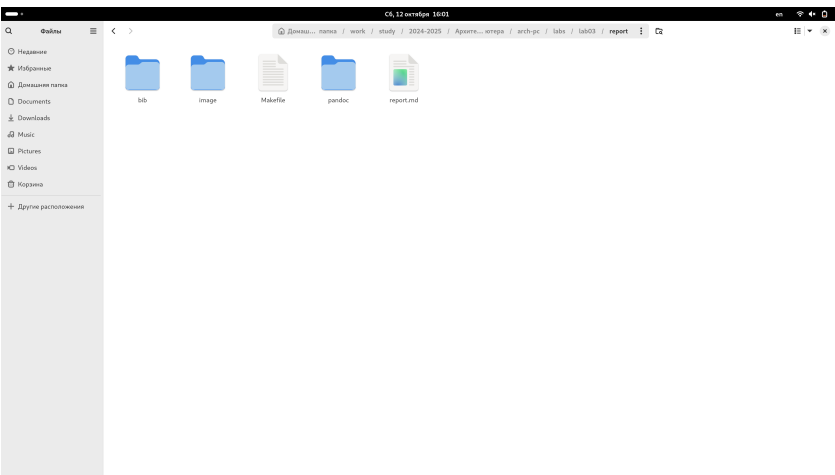 Сб, 12 октября 16:01
en
Файлы
Домаш... папка / work / study / 2024-2025 / Архите... ютера / arch-pc / labs / lab03 / report
Недавние
Избранные
Домашняя папка
Documents
Downloads
Music
Pictures
Videos
Корзина
Другие расположения
bib
image
Makefile
pandoc
report.md